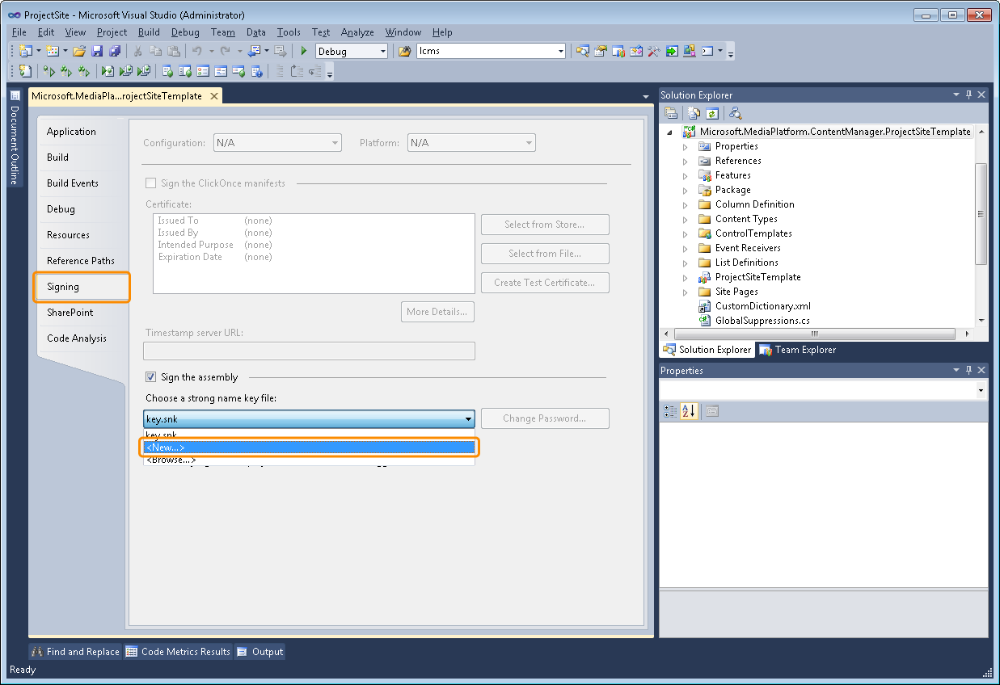 ProjectSite - Microsoft Visual Studio (Administrator)
File Edit View Project Build Debug Team Data Tools Test Analyze Window Help
Debug lcms
Document Outline
Microsoft.MediaPla...rojectSiteTemplate
Application
Build
Build Events
Debug
Resources
Reference Paths
Signing
SharePoint
Code Analysis
Configuration: N/A Platform: N/A
Sign the ClickOnce manifests
Certificate:
Issued To (none)
Issued By (none)
Intended Purpose (none)
Expiration Date (none)
Select from Store...
Select from File...
Create Test Certificate...
More Details...
Timestamp server URL:
Sign the assembly
Choose a strong name key file:
key.snk
Change Password...
key.snk
<New...>
<Browse...>
Solution Explorer
Microsoft.MediaPlatform.ContentManager.ProjectSiteTemplate
Properties
References
Features
Package
Column Definition
Content Types
ControlTemplates
Event Receivers
List Definitions
ProjectSiteTemplate
Site Pages
CustomDictionary.xml
GlobalSuppressions.cs
Solution Explorer Team Explorer
Properties
Find and Replace Code Metrics Results Output
Ready